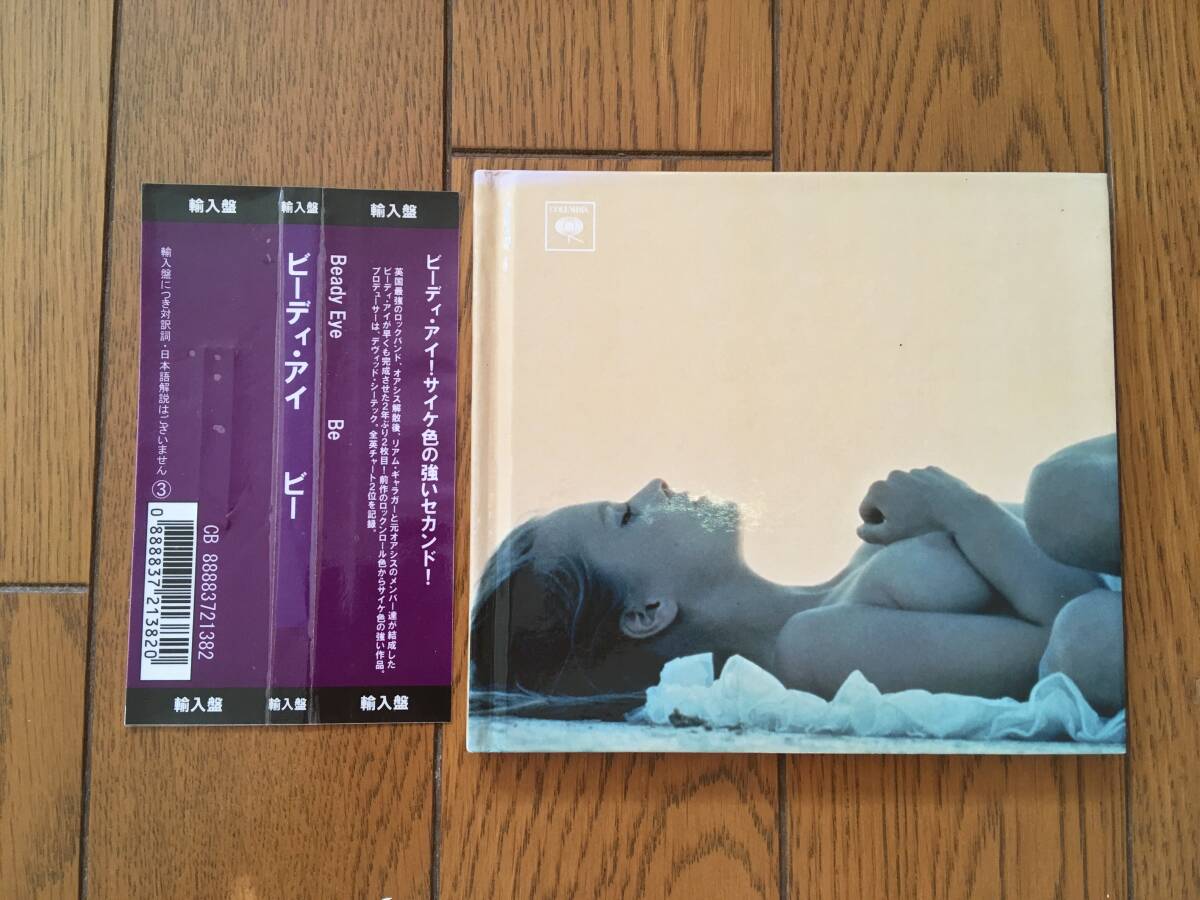 輸入盤
輸入盤
輸入盤
ビーディ・アイ！サイケ色の強いセカンド！
英国最強のロックバンド、オアシス解散後、リアム・ギャラガーと元オアシスのメンバー達が結成した
ビーディ・アイが早くも完成させた2年ぶり2枚目！前作のロックンロール色からサイケ色の強い作品。
プロデューサーは、デヴィッド・シーテック。全英チャート2位を記録。
Beady Eye Be
ビーディ・アイ ビー
輸入盤につき対訳詞・日本語解説はございません ③
CB 88883721382
0 888837 213820
輸入盤
輸入盤
輸入盤
COLUMBIA